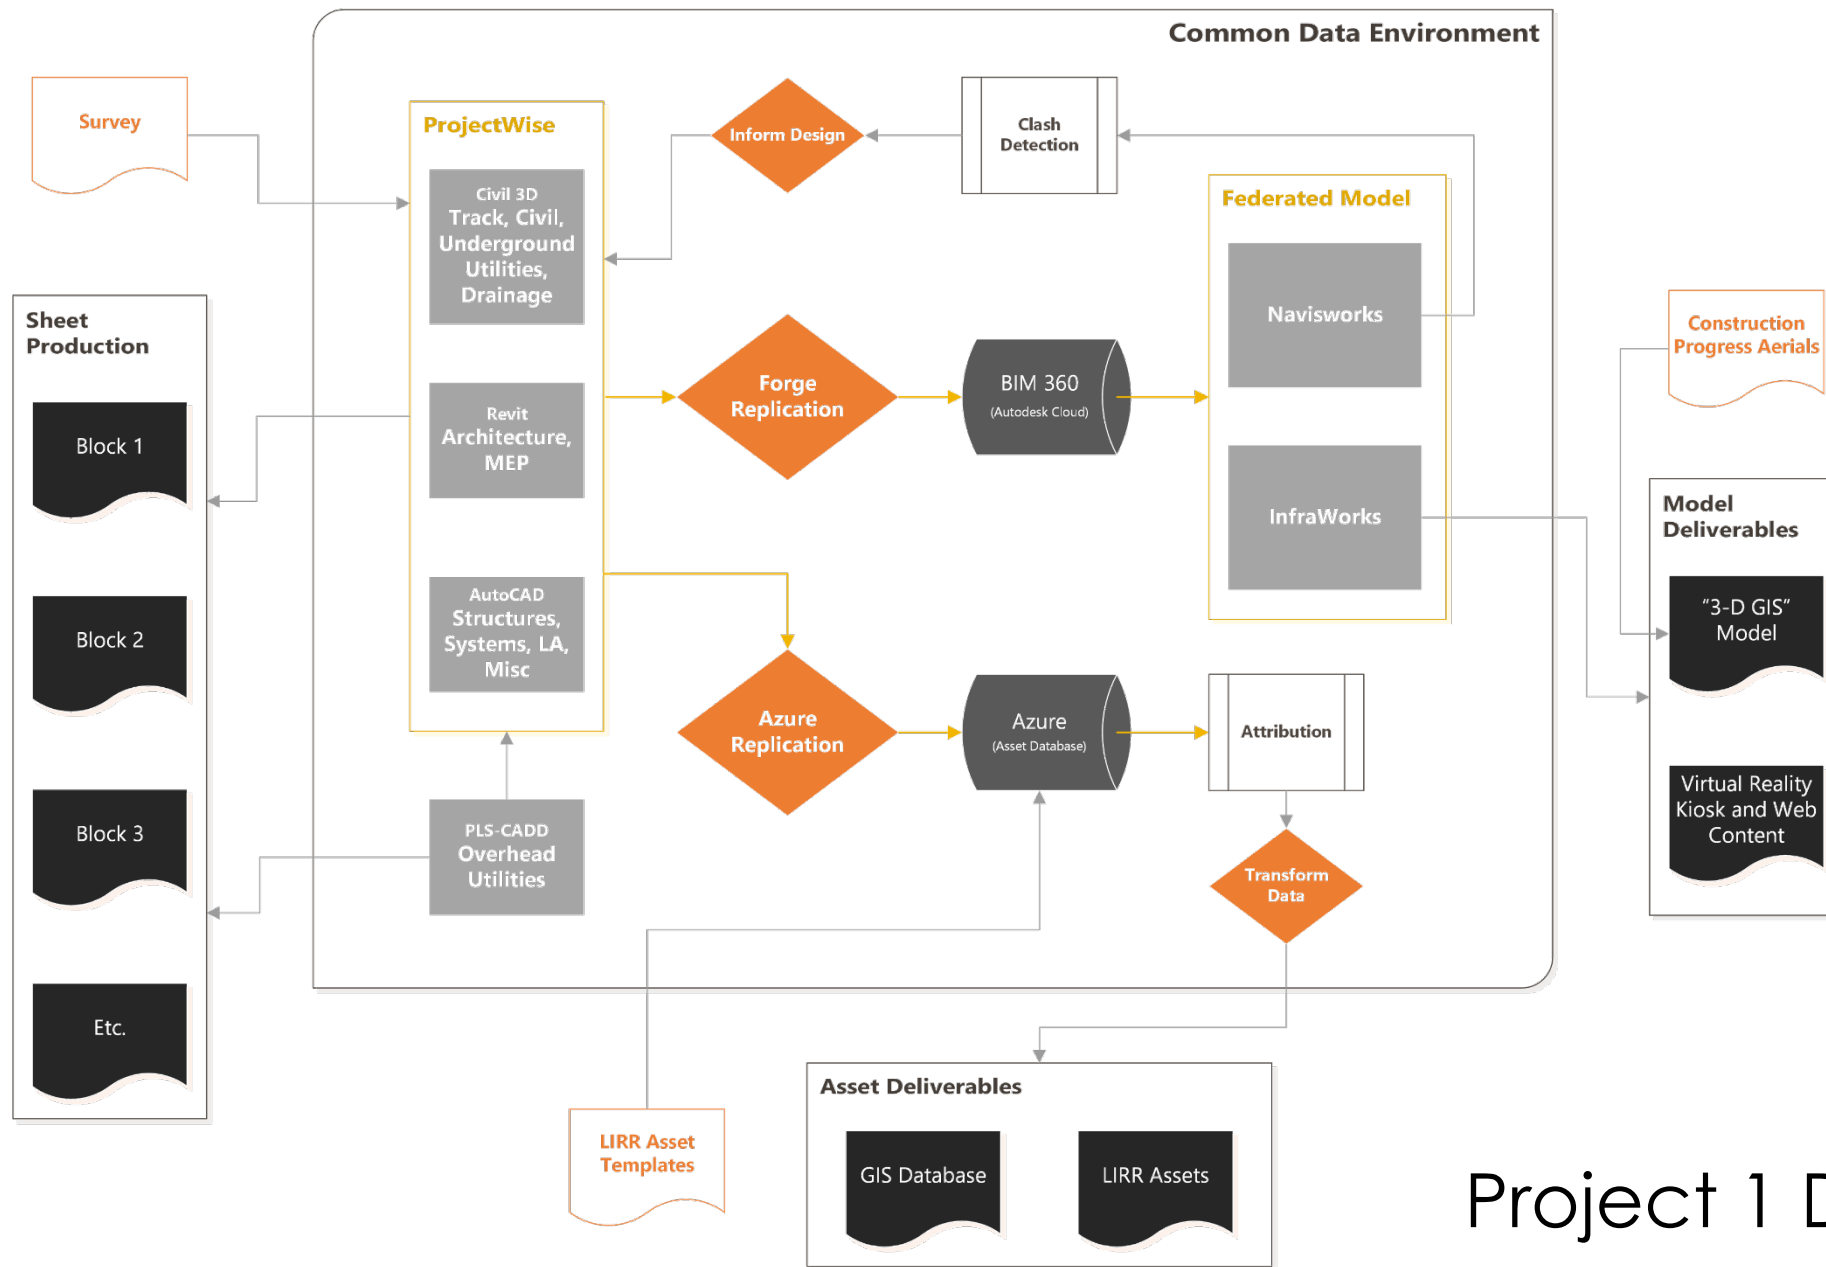 Common Data Environment
Survey
ProjectWise
Civil 3D
Track, Civil,
Underground
Utilities,
Drainage
Revit
Architecture,
MEP
AutoCAD
Structures,
Systems, LA,
Misc
PLS-CADD
Overhead
Utilities
Inform Design
Clash
Detection
Federated Model
Navisworks
InfraWorks
Forge
Replication
BIM 360
(Autodesk Cloud)
Azure
Replication
Azure
(Asset Database)
Attribution
Transform
Data
Sheet
Production
Block 1
Block 2
Block 3
Etc.
Construction
Progress Aerials
Model
Deliverables
“3-D GIS“
Model
Virtual Reality
Kiosk and Web
Content
LIRR Asset
Templates
Asset Deliverables
GIS Database
LIRR Assets
Project 1